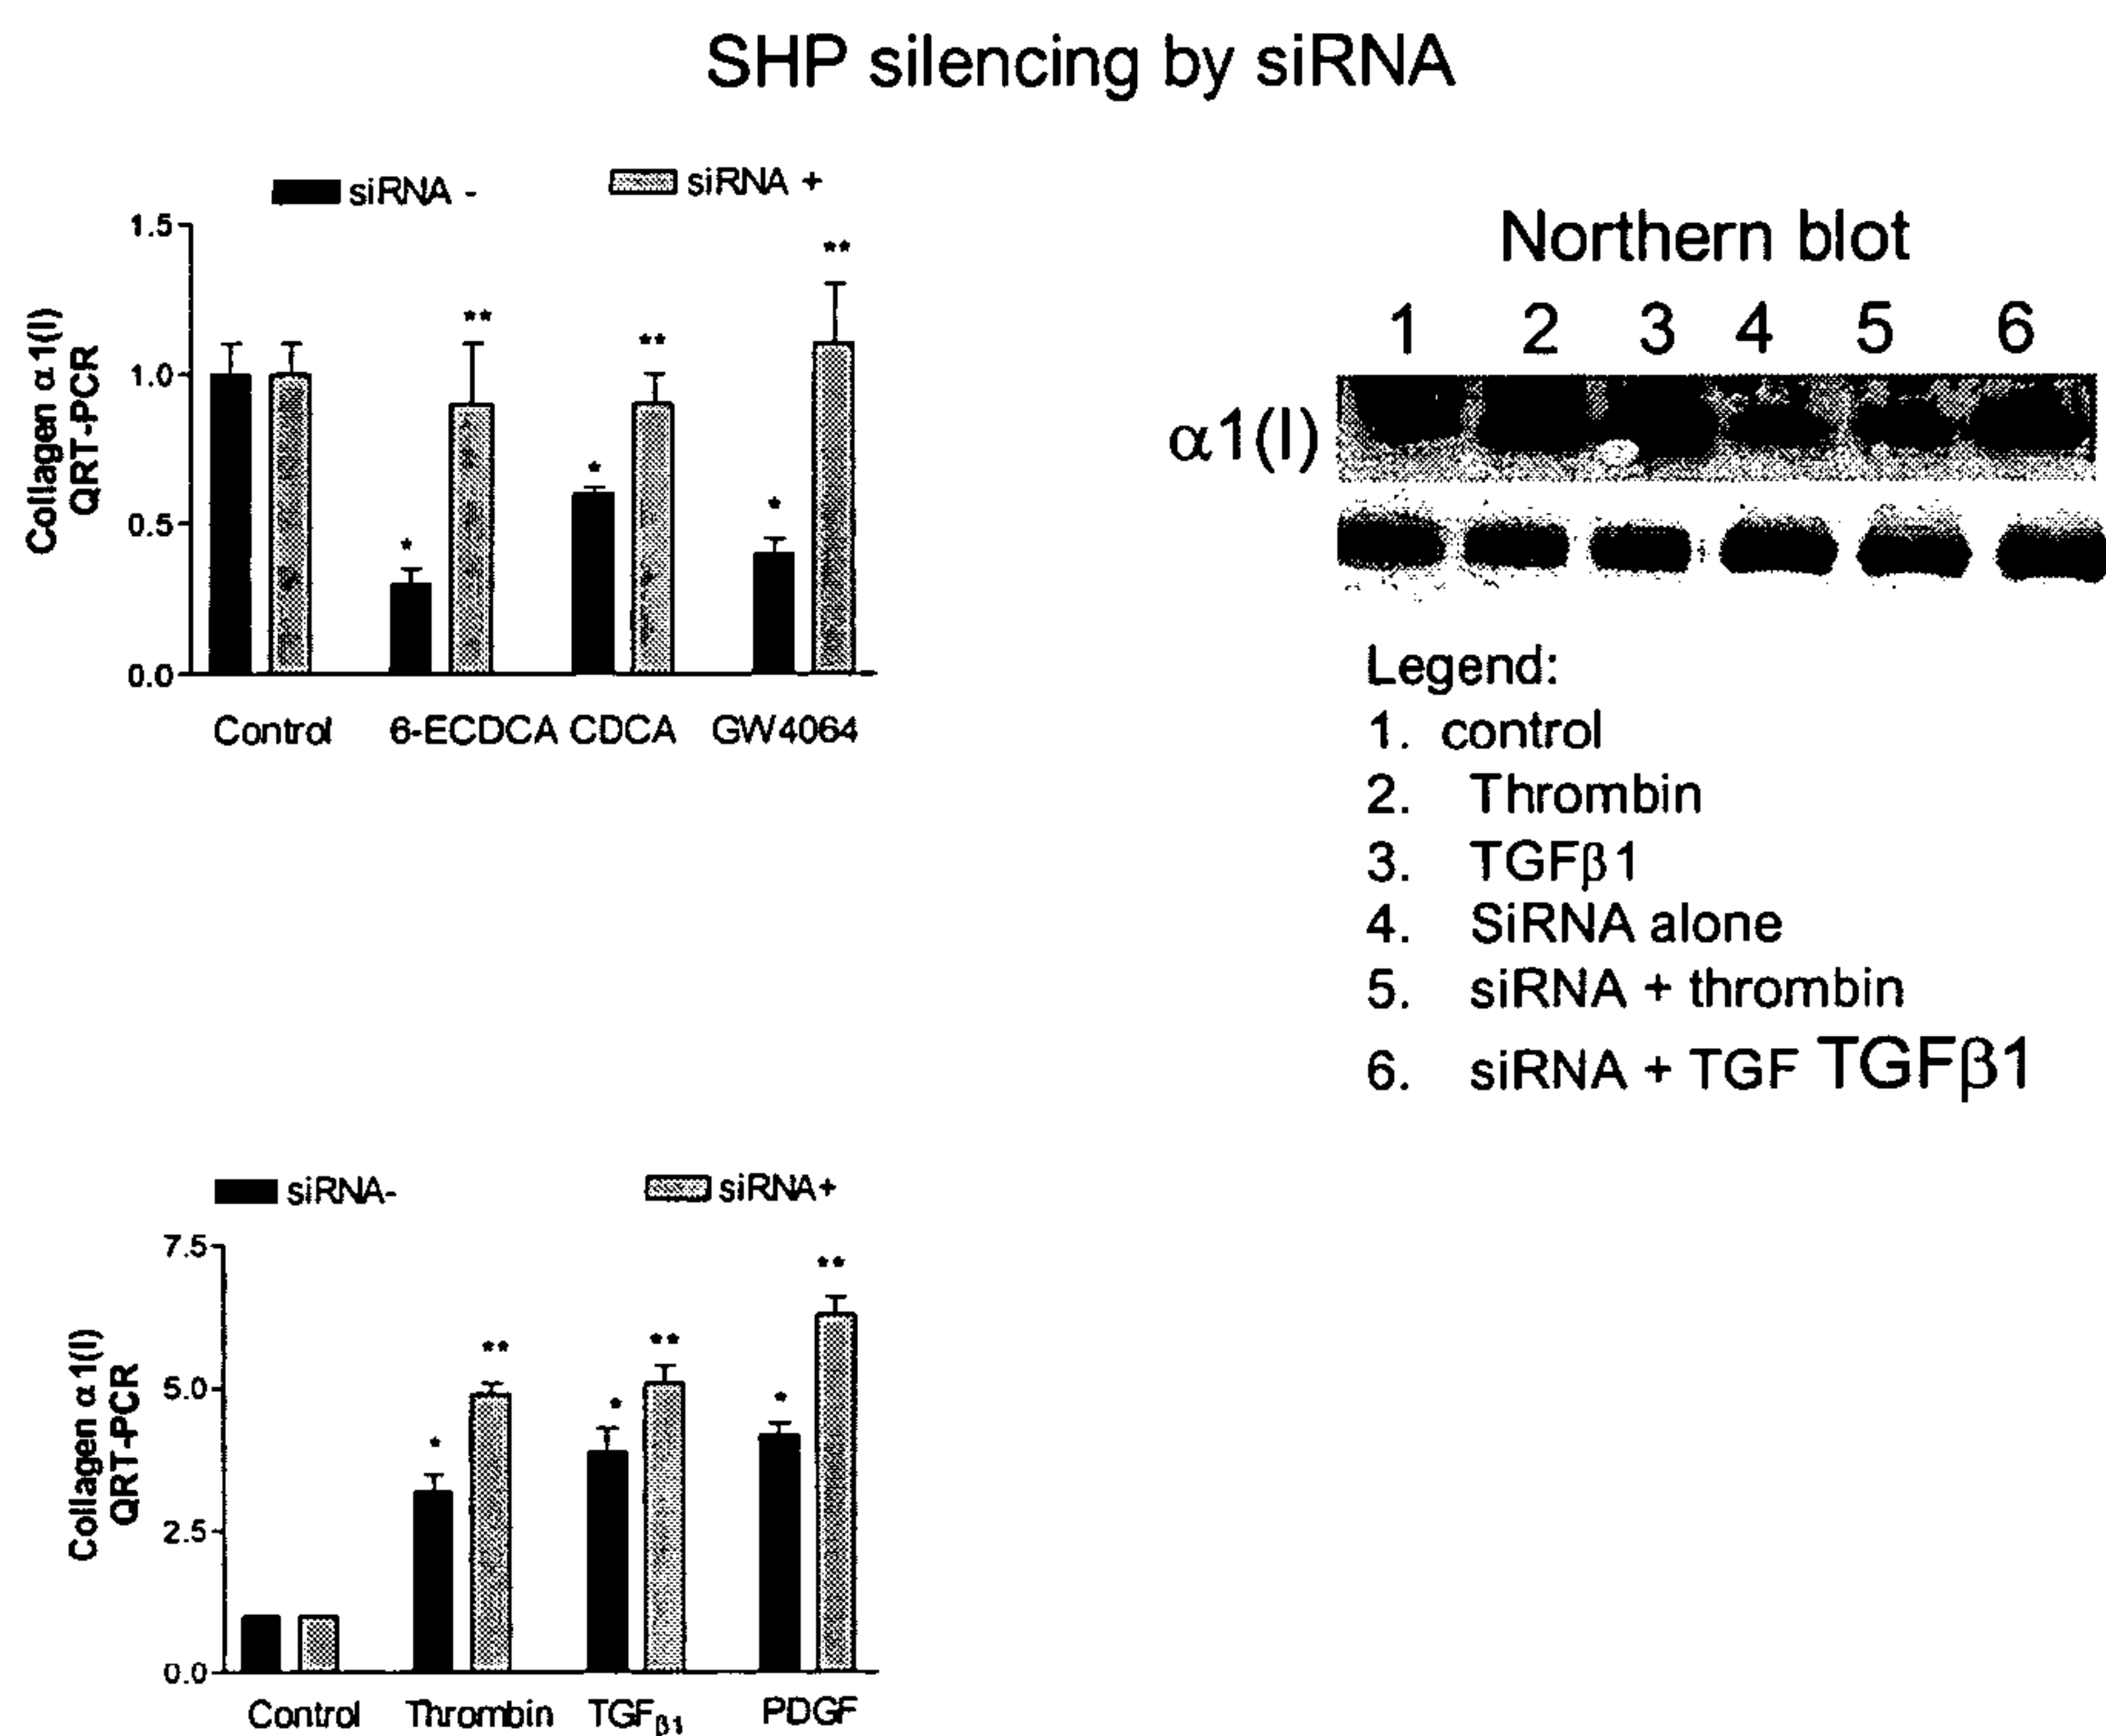 SHP silencing by siRNA
siRNA -
siRNA +
1.5
1.0
0.5
0.0
Collagen α1(I)
QRT-PCR
*
**
*
**
*
**
Control
6-ECDCA
CDCA
GW4064
Northern blot
1 2 3 4 5 6
α1(I)
Legend:
1. control
2. Thrombin
3. TGFβ1
4. SiRNA alone
5. siRNA + thrombin
6. siRNA + TGF TGFβ1
siRNA-
siRNA+
7.5
5.0
2.5
0.0
Collagen α1(I)
QRT-PCR
*
**
*
**
*
**
Control
Thrombin
TGFβ1
PDGF